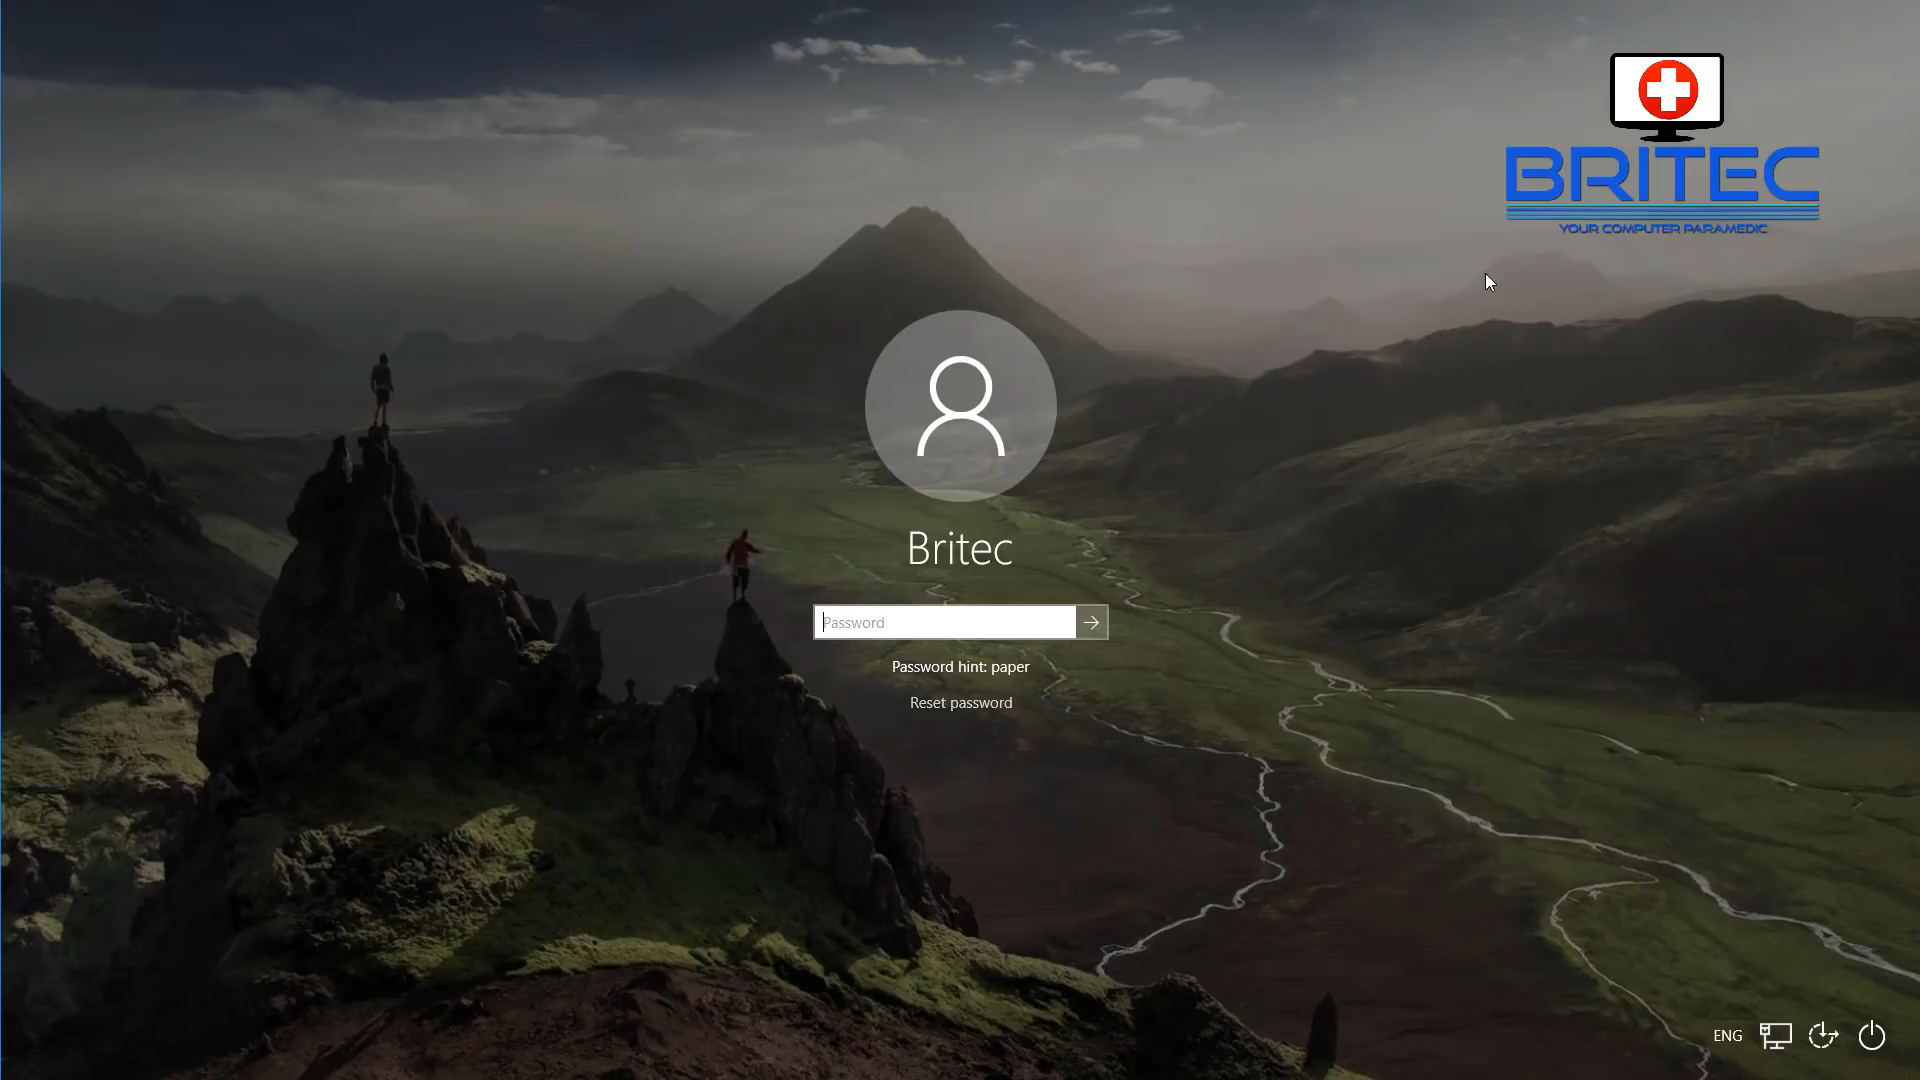 BRITEC
YOUR COMPUTER PARAMEDIC
Britec
Password
Password hint: paper
Reset password
ENG